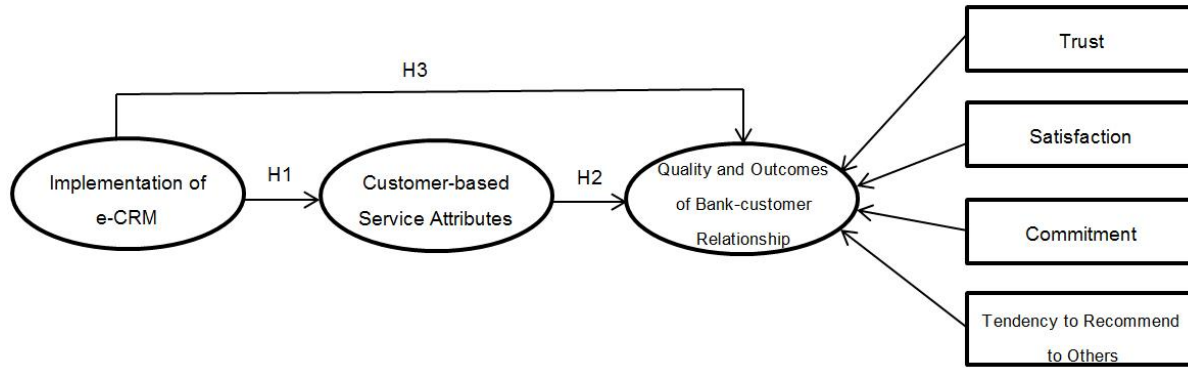 H3
Implementation of
e-CRM
H1
Customer-based
Service Attributes
H2
Quality and Outcomes
of Bank-customer
Relationship
Trust
Satisfaction
Commitment
Tendency to Recommend
to Others